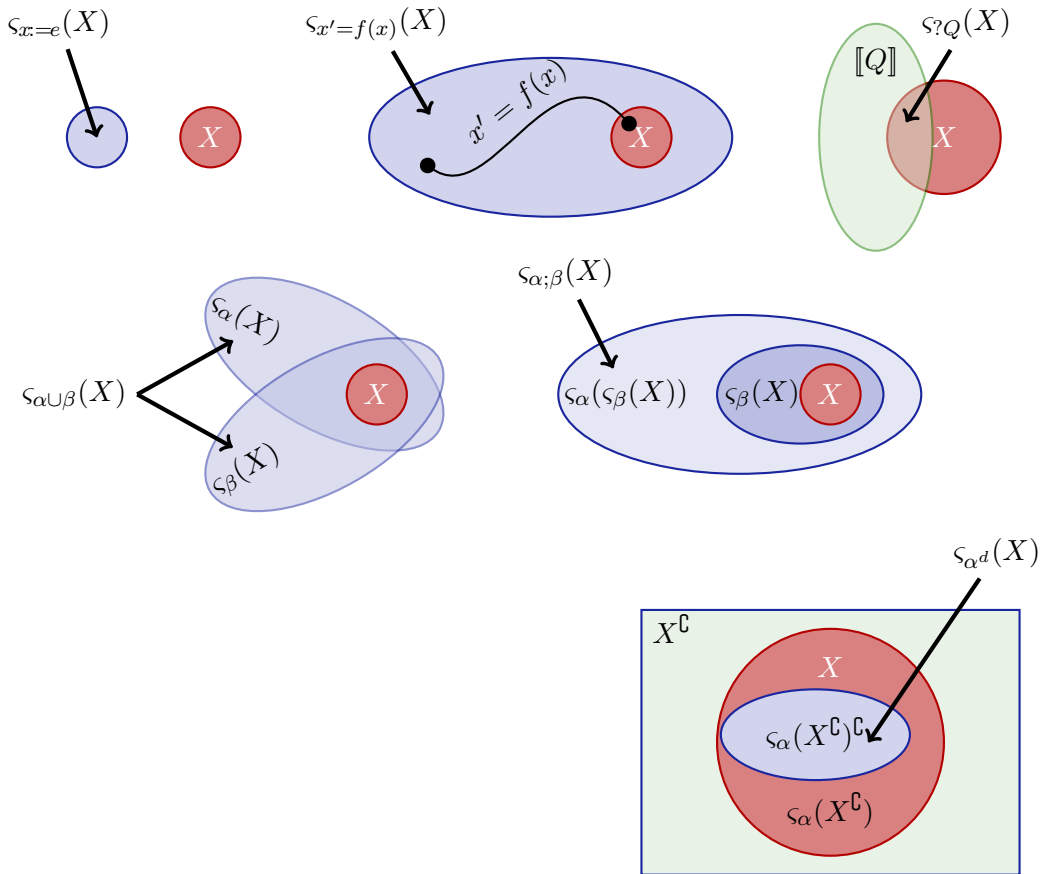 ς_{x:=e}(X)
ς_{x′=f(x)}(X)
ς_{?Q}(X)
⟦Q⟧
x′ = f(x)
X
X
X
ς_{α;β}(X)
ς_α(X)
ς_{α∪β}(X)
X
ς_α(ς_β(X))
ς_β(X)
X
ς_β(X)
ς_{α^d}(X)
X^∁
X
ς_α(X^∁)^∁
ς_α(X^∁)